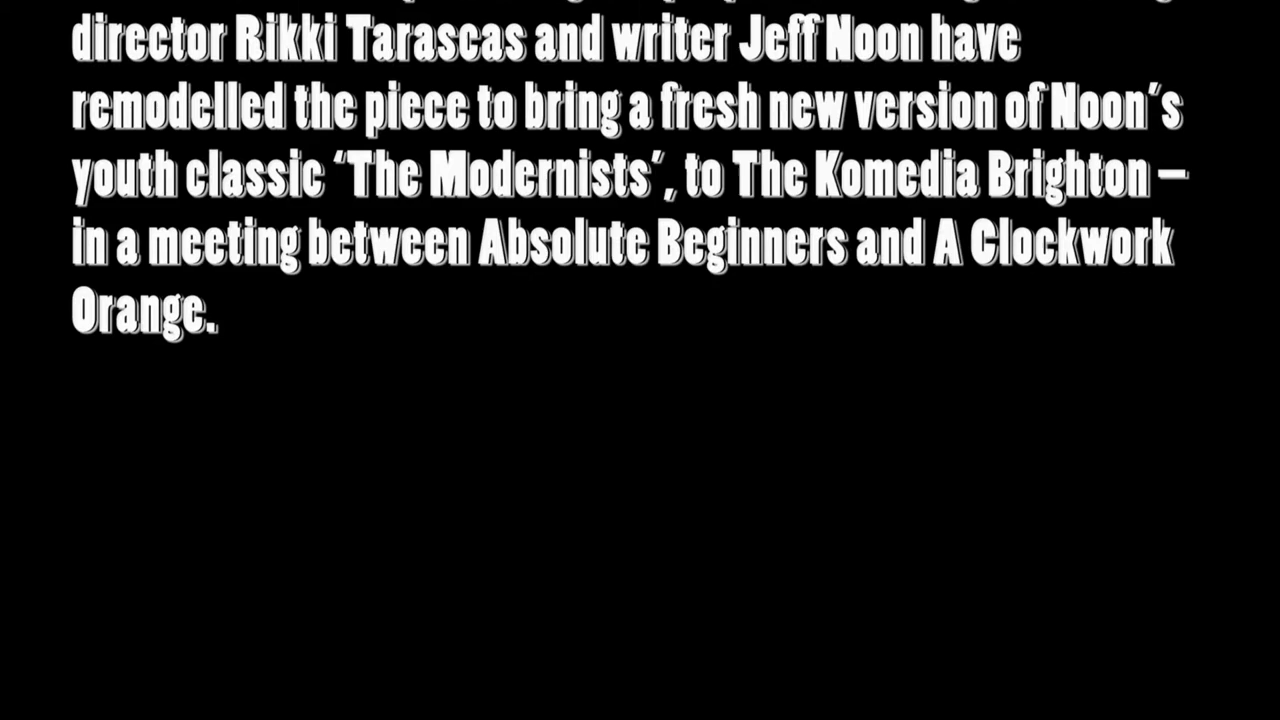 director Rikki Tarascas and writer Jeff Noon have
remodelled the piece to bring a fresh new version of Noon's
youth classic ‘The Modernists’, to The Komedia Brighton –
in a meeting between Absolute Beginners and A Clockwork
Orange.